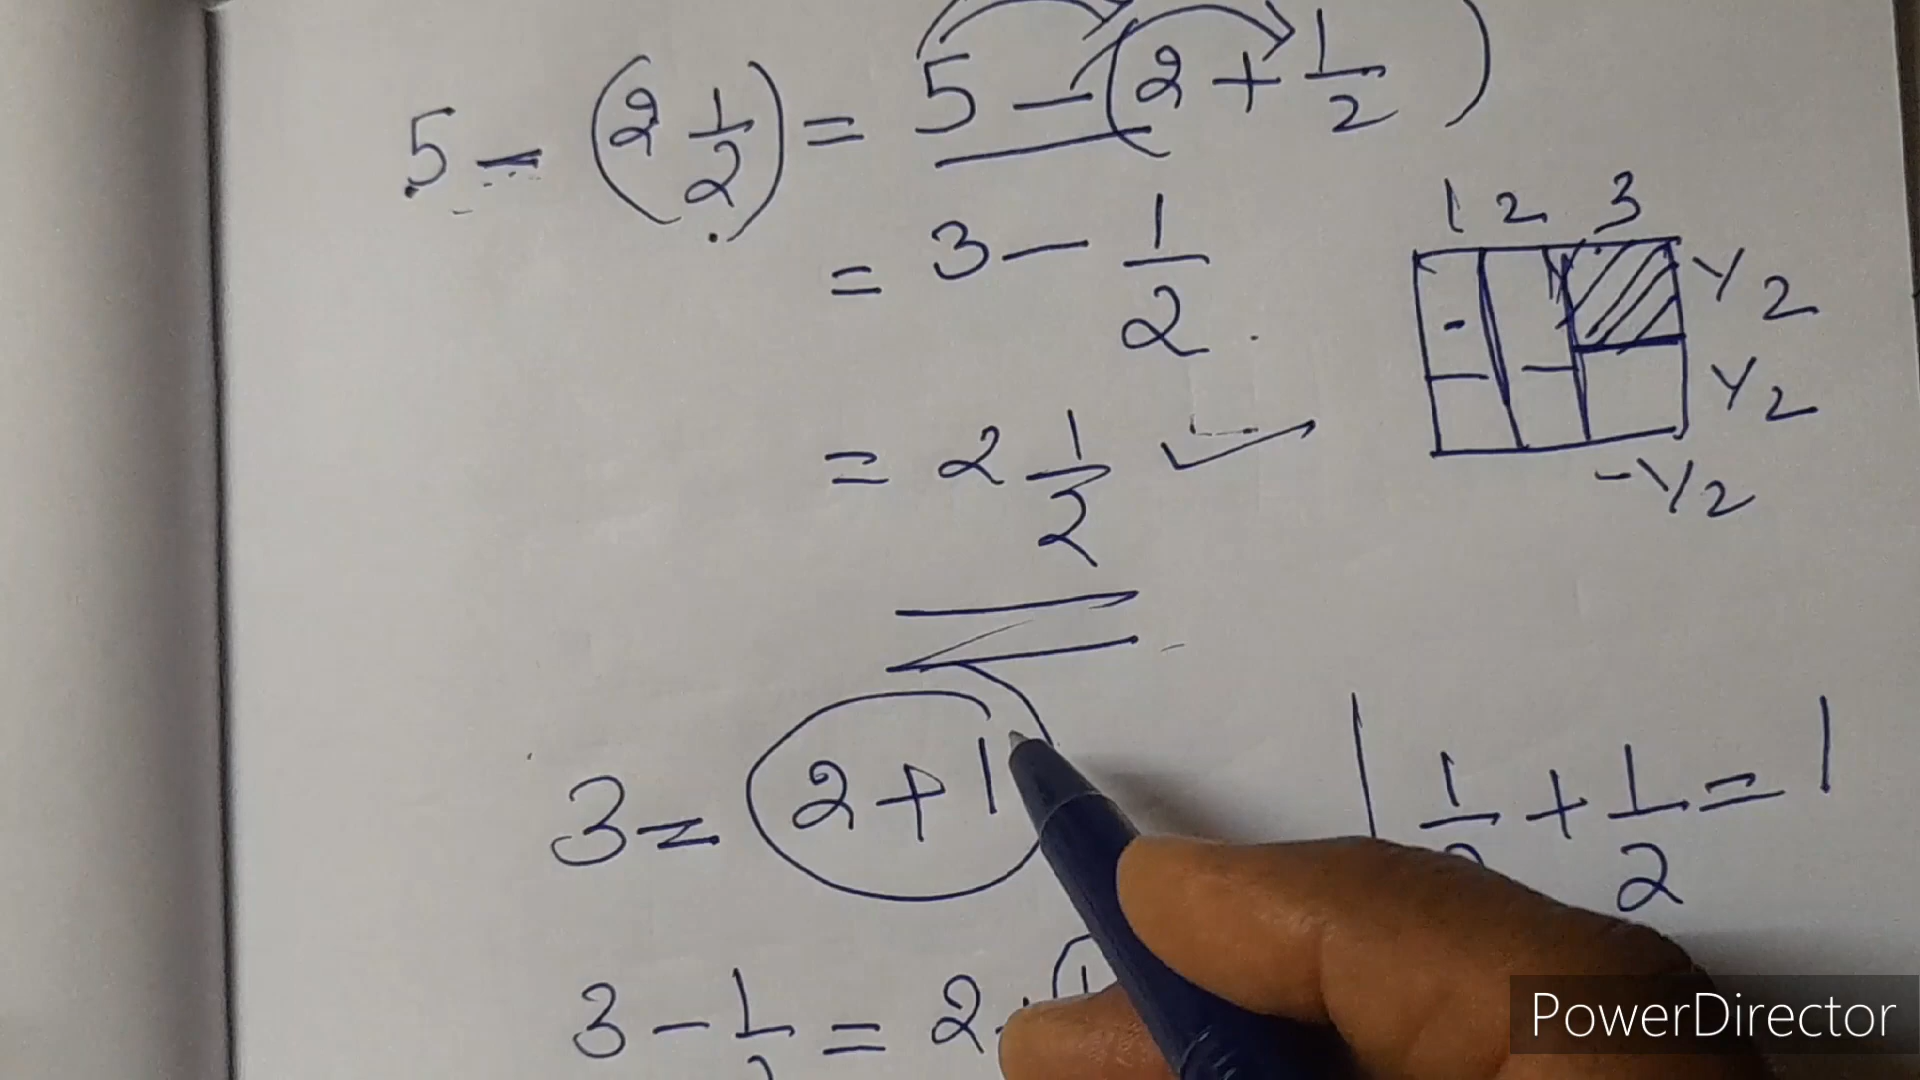 5 - (2 1/2) = 5 - (2 + 1/2)
= 3 - 1/2
= 2 1/2 ✓
1 2 3
1/2
1/2
-1/2
3 = 2 + 1
1/2 + 1/2 = 1
3 - 1/2 = 2
PowerDirector